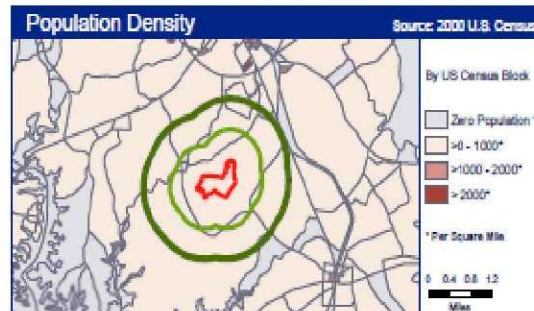 Population Density
Source: 2000 U.S. Census
By US Census Block
Zero Population *
>0 - 1000*
>1000 - 2000*
> 2000*
* Per Square Mile
0 0.4 0.8 1.2
Miles